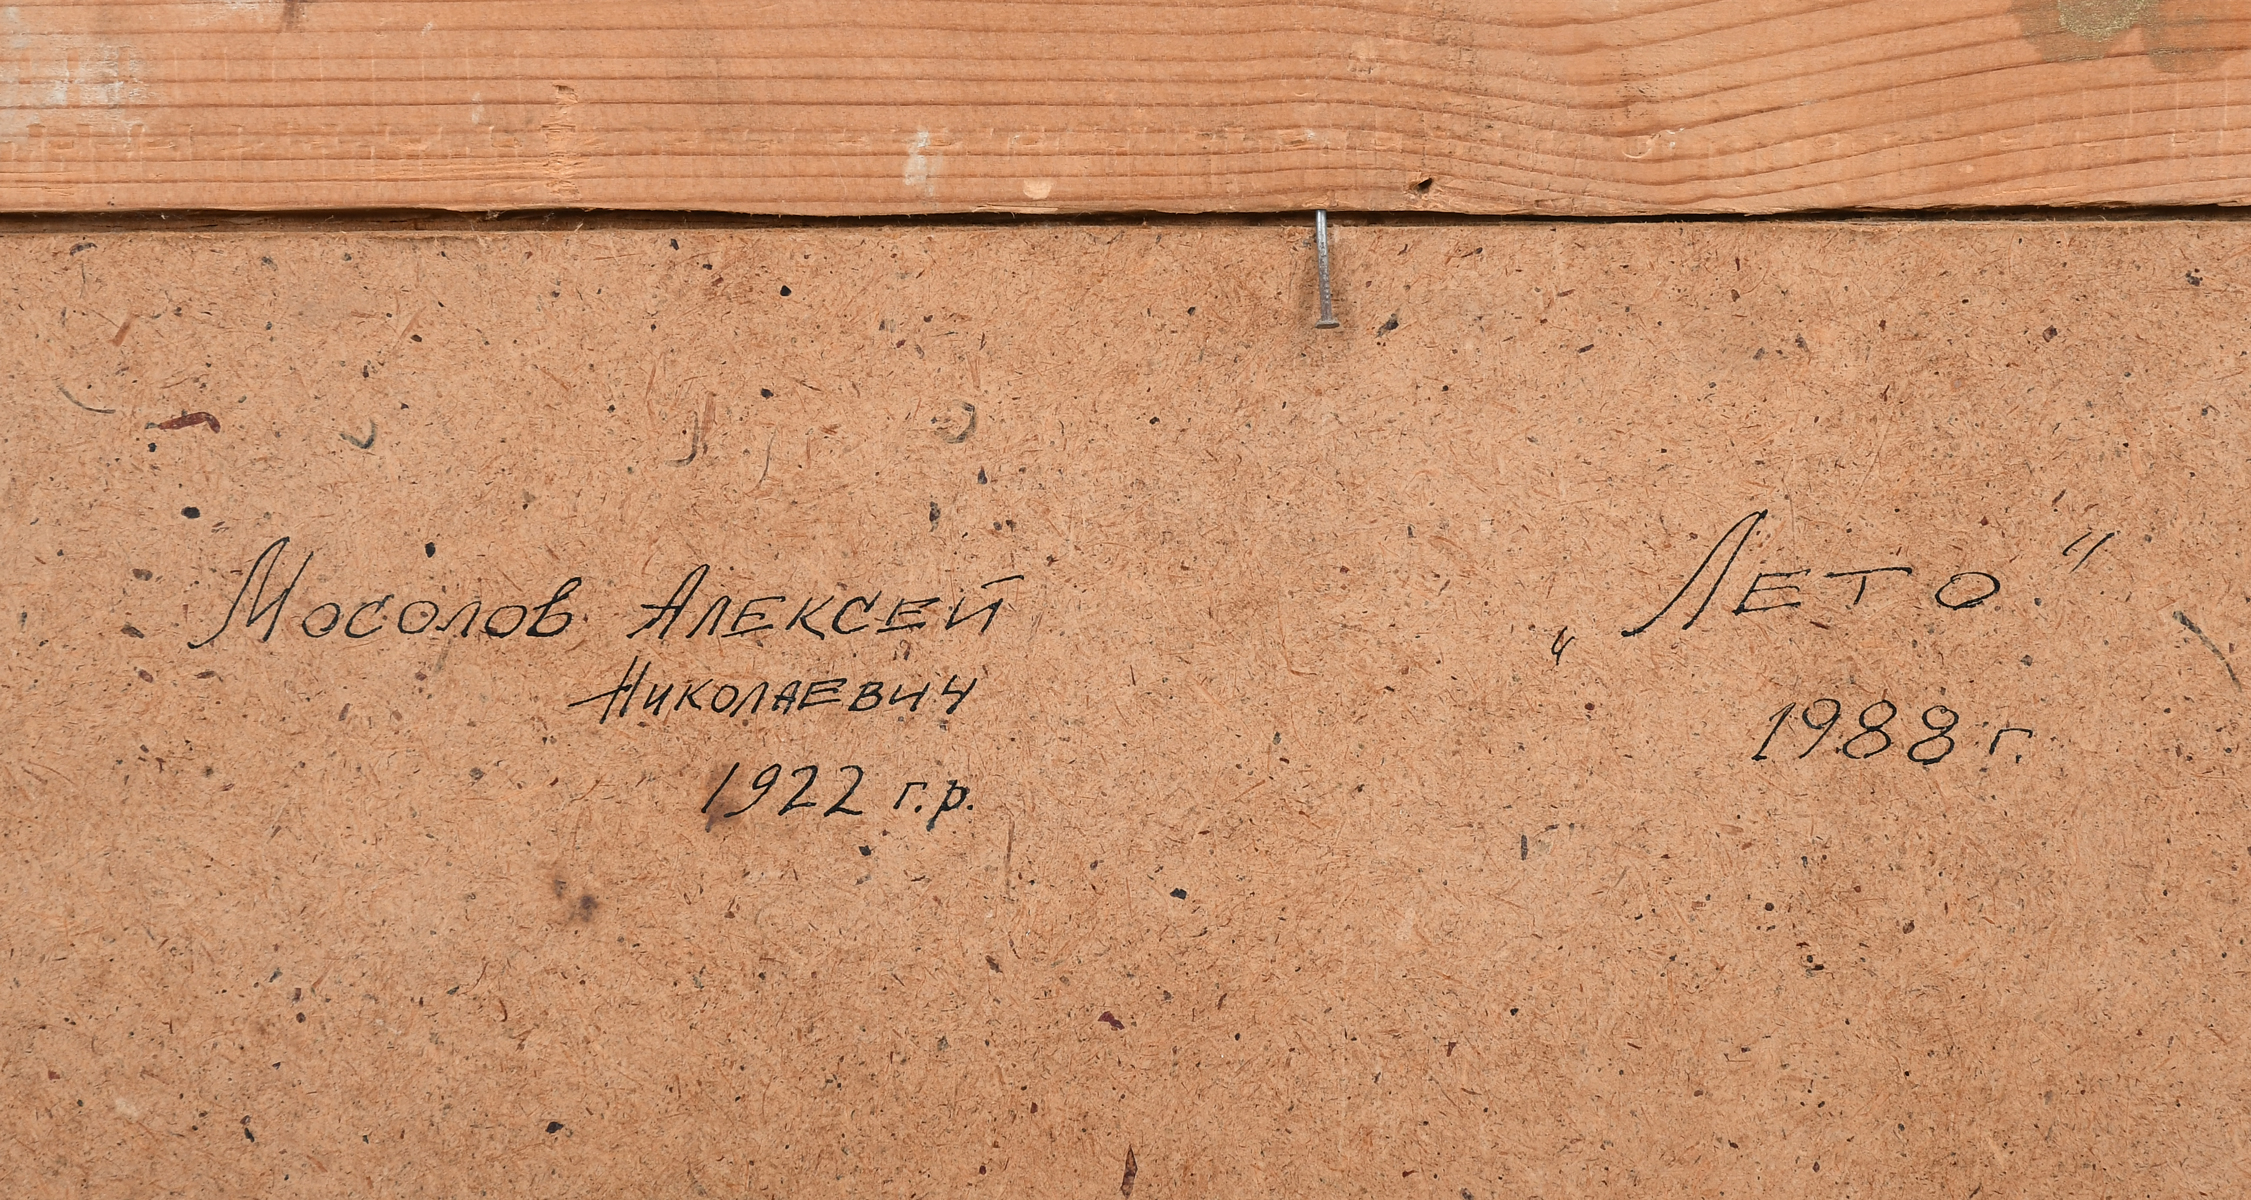 Мосолов Алексей
Николаевич
1922 г.р.
„Лето"
1988 г.